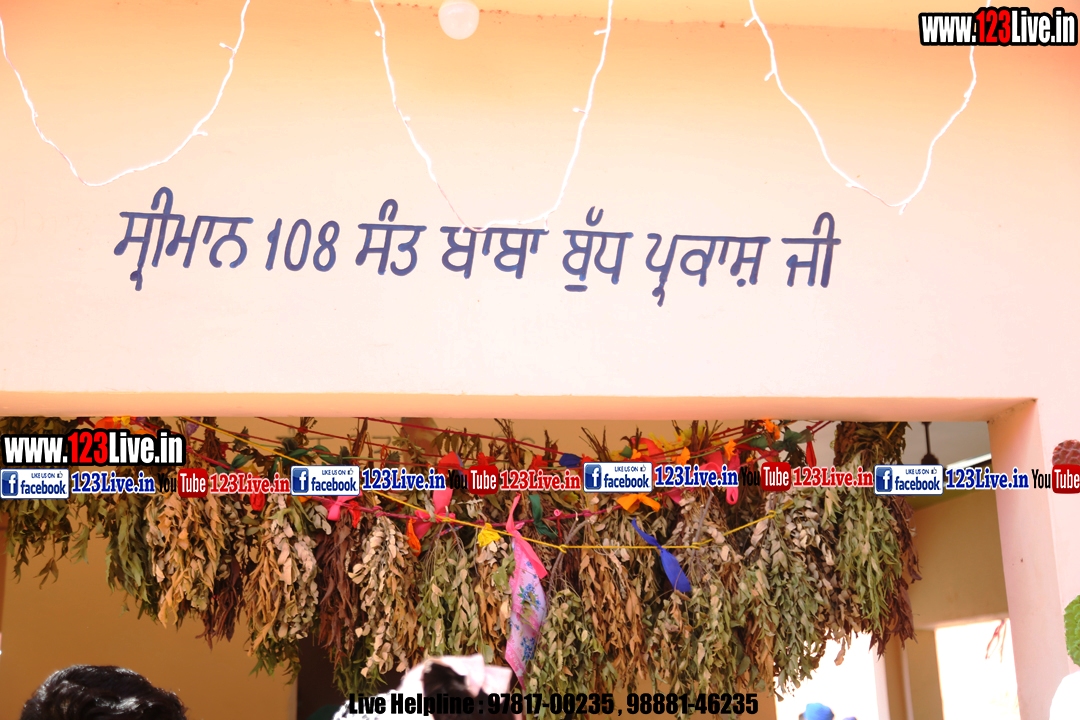 www.123Live.in
ਸ੍ਰੀਮਾਨ 108 ਸੰਤ ਬਾਬਾ ਬੁੱਧ ਪ੍ਰਕਾਸ਼ ਜੀ
www.123Live.in
LIKE US ON facebook 123Live.in YouTube 123Live.in LIKE US ON facebook 123Live.in YouTube 123Live.in LIKE US ON facebook 123Live.in YouTube 123Live.in LIKE US ON facebook 123Live.in YouTube
Live Helpline : 97817-00235 , 98881-46235